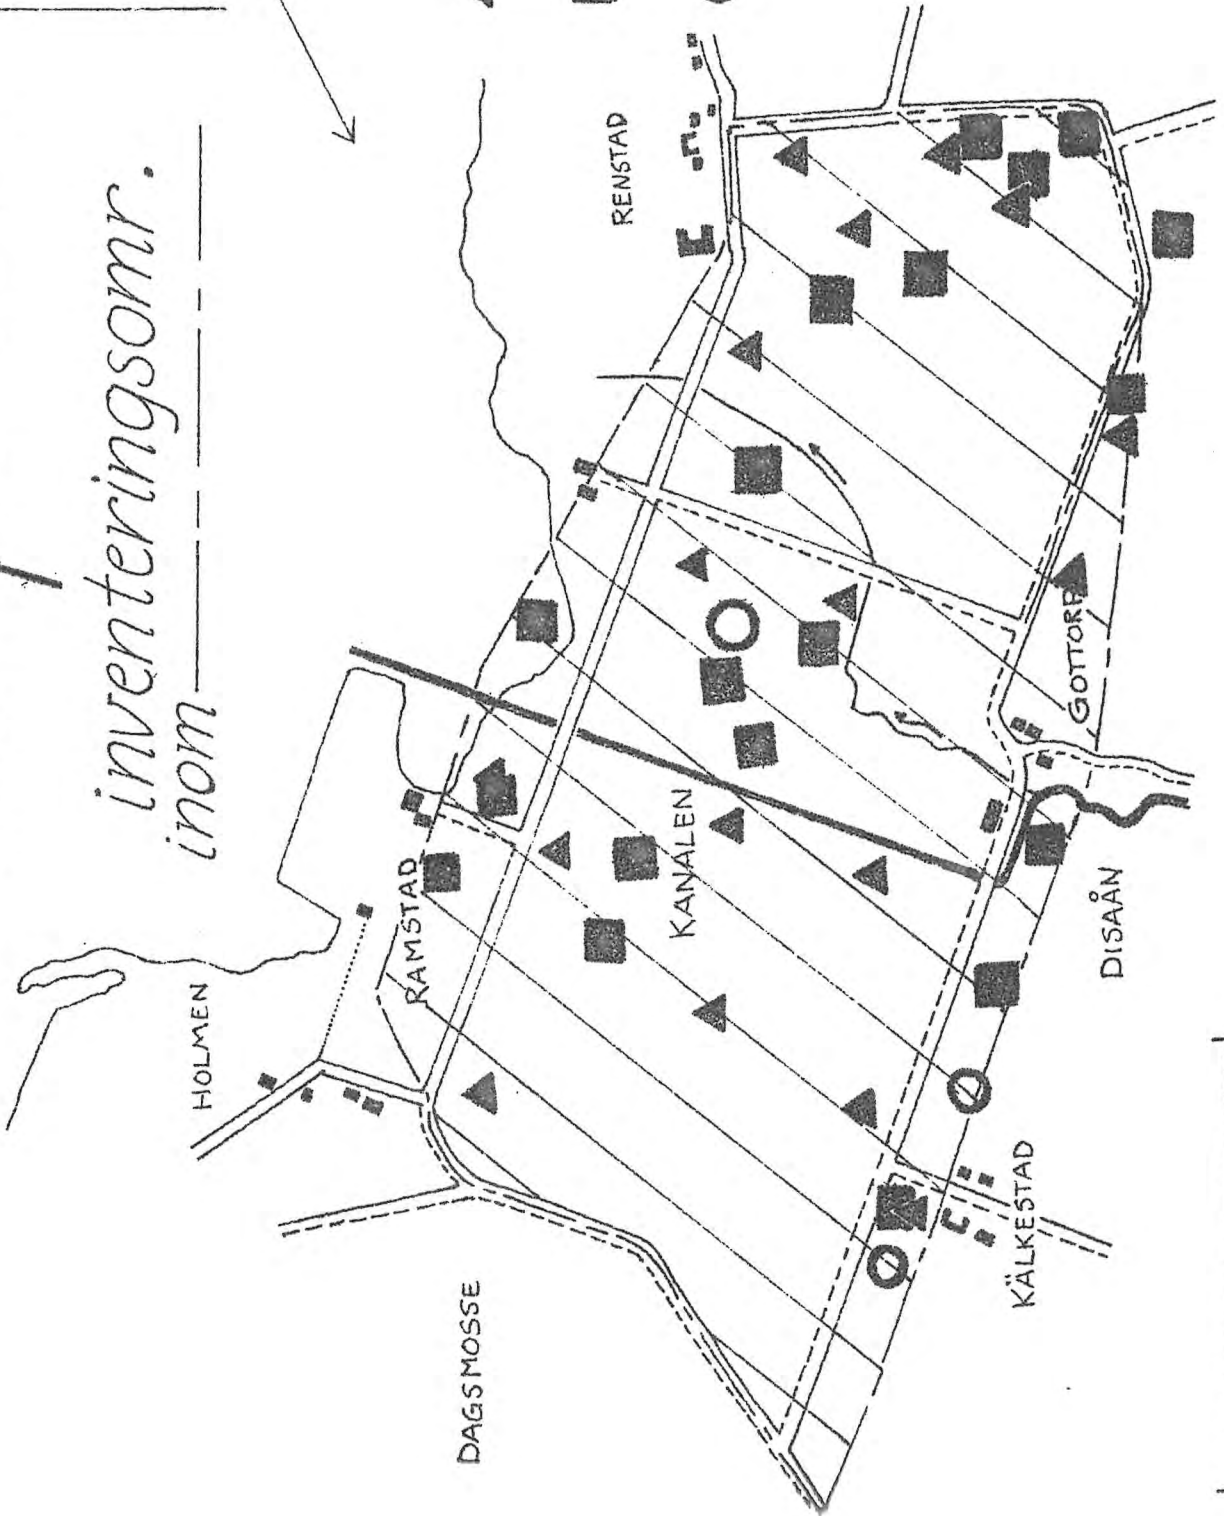 inventeringsomr.
inom
RENSTAD
HOLMEN
RAMSTAD
KANALEN
GOTTORP
DISAÅN
DAGSMOSSE
KÄLKESTAD